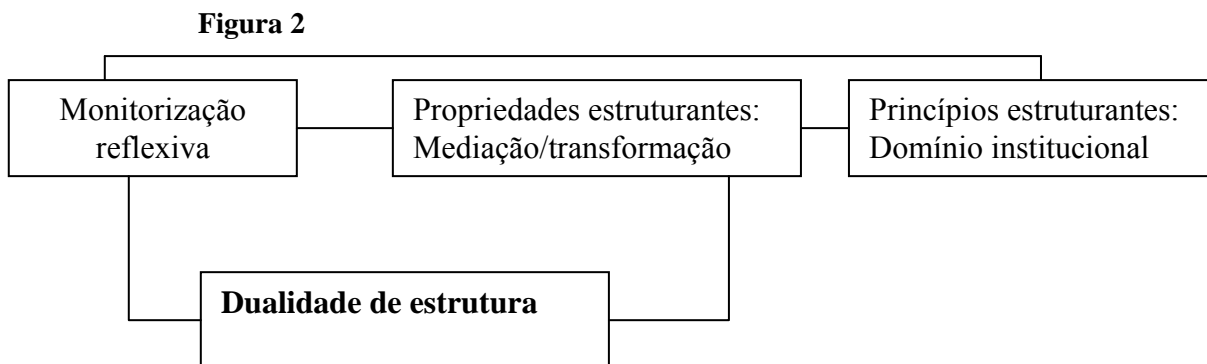 Figura 2
Monitorização
reflexiva
Propriedades estruturantes:
Mediação/transformação
Princípios estruturantes:
Domínio institucional
Dualidade de estrutura